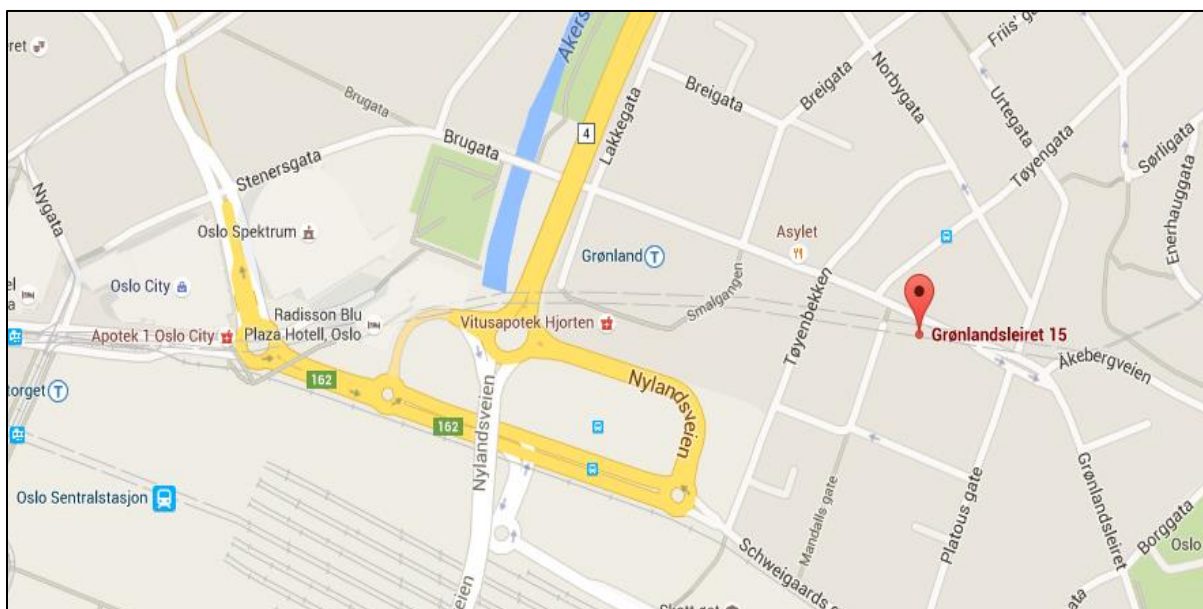 ret
Akers
4
Lakkegata
Breigata
Breigata
Norbygata
Friis' g
Urtegata
Tøyengata
Sørligata
Enerhauggata
Brugata
Brugata
Stenersgata
Nygata
Oslo Spektrum
Oslo City
Asylet
Grønland T
Smalgangen
Tøyenbekken
Radisson Blu
Plaza Hotell, Oslo
Apotek 1 Oslo City
Vitusapotek Hjorten
Grønlandsleiret 15
Åkebergveien
162
162
Nylandsveien
Nylandsveien
torget T
Oslo Sentralstasjon
Mandalls gate
Platous gate
Grønlandsleiret
Borggata
Oslo
Schweigaards
eien